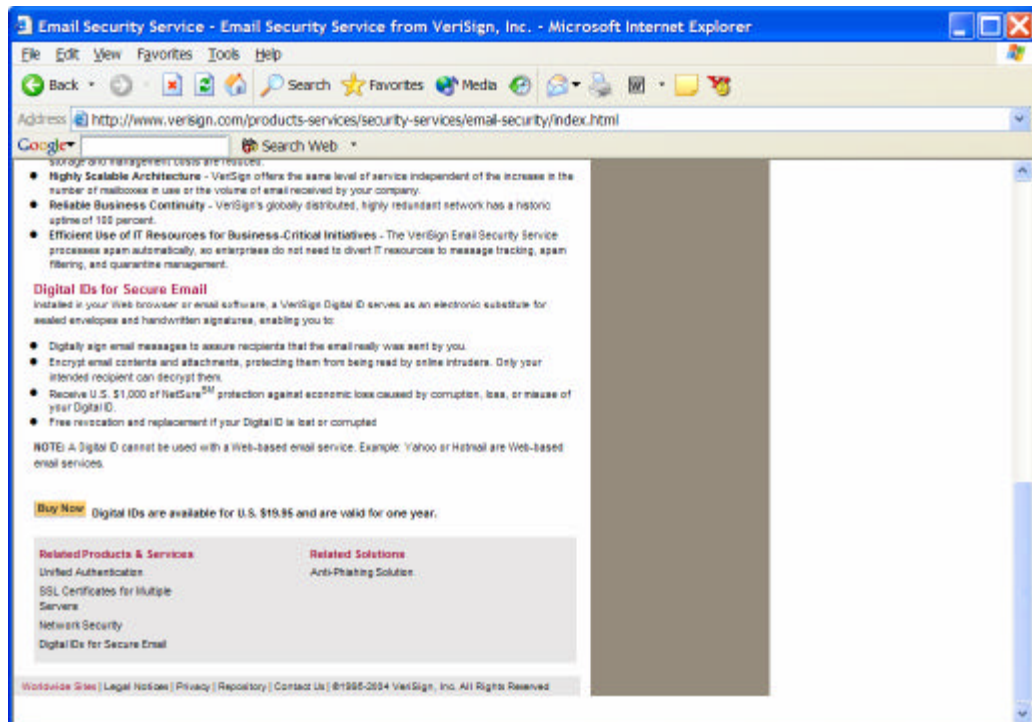 Email Security Service - Email Security Service from VeriSign, Inc. - Microsoft Internet Explorer
File Edit View Favorites Tools Help
Back Search Favorites Media
Address http://www.verisign.com/products-services/security-services/email-security/index.html
Google Search Web
storage and management costs are reduced.
Highly Scalable Architecture - VeriSign offers the same level of service independent of the increase in the
number of mailboxes in use or the volume of email received by your company.
Reliable Business Continuity - VeriSign's globally distributed, highly redundant network has a historic
uptime of 100 percent.
Efficient Use of IT Resources for Business-Critical Initiatives - The VeriSign Email Security Service
processes spam automatically, so enterprises do not need to divert IT resources to message tracking, spam
filtering, and quarantine management.
Digital IDs for Secure Email
Installed in your Web browser or email software, a VeriSign Digital ID serves as an electronic substitute for
sealed envelopes and handwritten signatures, enabling you to:
Digitally sign email messages to assure recipients that the email really was sent by you.
Encrypt email contents and attachments, protecting them from being read by online intruders. Only your
intended recipient can decrypt them.
Receive U.S. $1,000 of NetSure SM protection against economic loss caused by corruption, loss, or misuse of
your Digital ID.
Free revocation and replacement if your Digital ID is lost or corrupted
NOTE: A Digital ID cannot be used with a Web-based email service. Example: Yahoo or Hotmail are Web-based
email services.
Buy Now Digital IDs are available for U.S. $19.95 and are valid for one year.
Related Products & Services Related Solutions
Unified Authentication Anti-Phishing Solution
SSL Certificates for Multiple
Servers
Network Security
Digital IDs for Secure Email
Worldwide Sites | Legal Notices | Privacy | Repository | Contact Us | ©1995-2004 VeriSign, Inc. All Rights Reserved